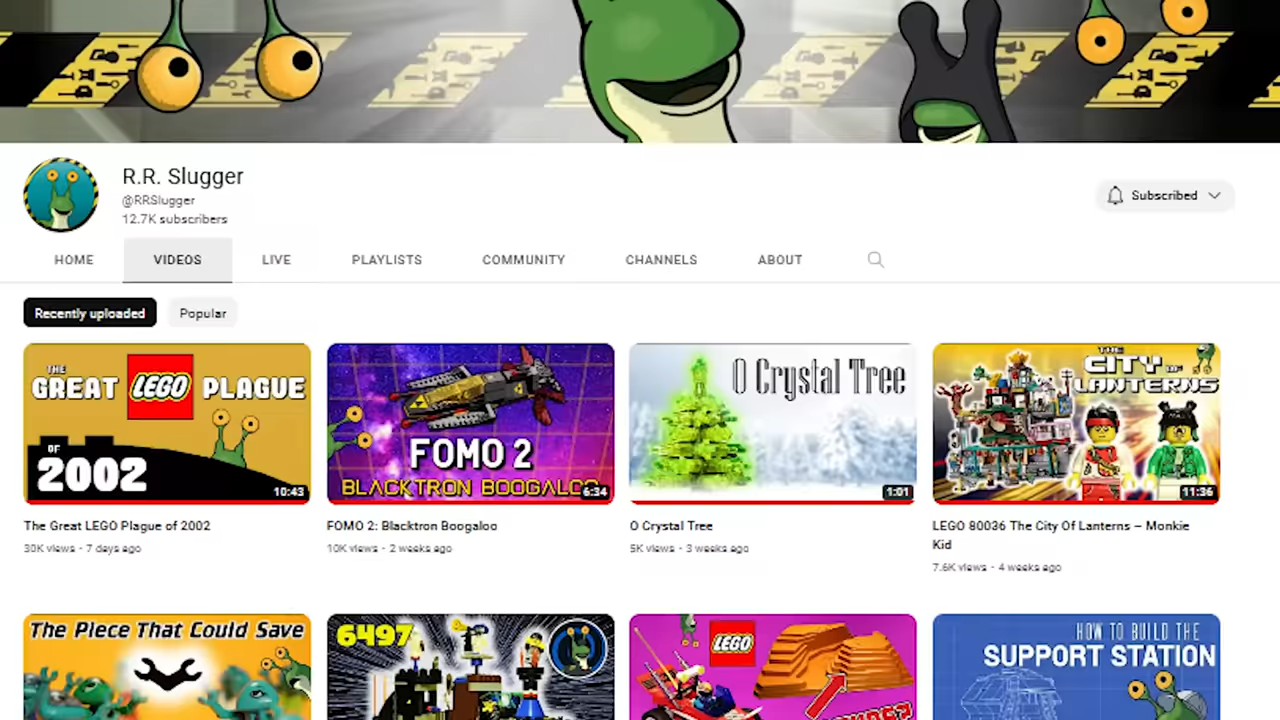 R.R. Slugger
@RRSlugger
12.7K subscribers
Subscribed
HOME VIDEOS LIVE PLAYLISTS COMMUNITY CHANNELS ABOUT
Recently uploaded Popular
THE
GREAT LEGO PLAGUE
OF
2002
10:43
FOMO 2
BLACKTRON BOOGALOO
6:34
O Crystal Tree
1:01
THE
CITY OF
LANTERNS
11:36
The Great LEGO Plague of 2002
30K views • 7 days ago
FOMO 2: Blacktron Boogaloo
10K views • 2 weeks ago
O Crystal Tree
5K views • 3 weeks ago
LEGO 80036 The City Of Lanterns – Monkie
Kid
7.6K views • 4 weeks ago
The Piece That Could Save
6497
LEGO
HOW TO BUILD THE
SUPPORT STATION